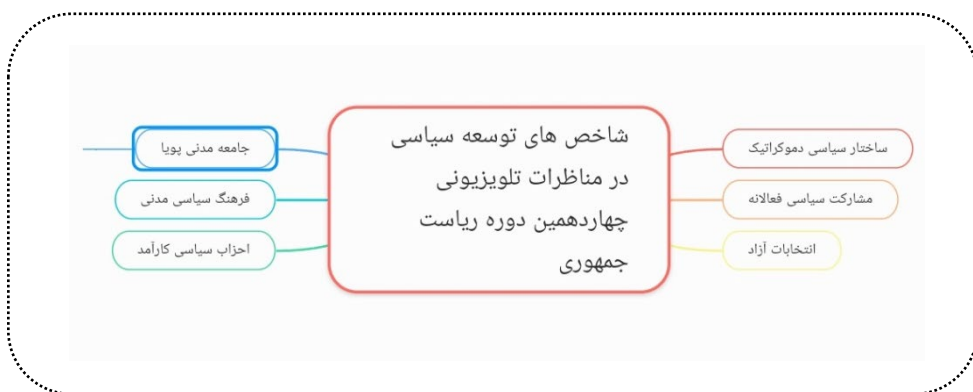 شاخص های توسعه سیاسی
در مناظرات تلویزیونی
چهاردهمین دوره ریاست
جمهوری
ساختار سیاسی دموکراتیک
مشارکت سیاسی فعالانه
انتخابات آزاد
جامعه مدنی پویا
فرهنگ سیاسی مدنی
احزاب سیاسی کارآمد